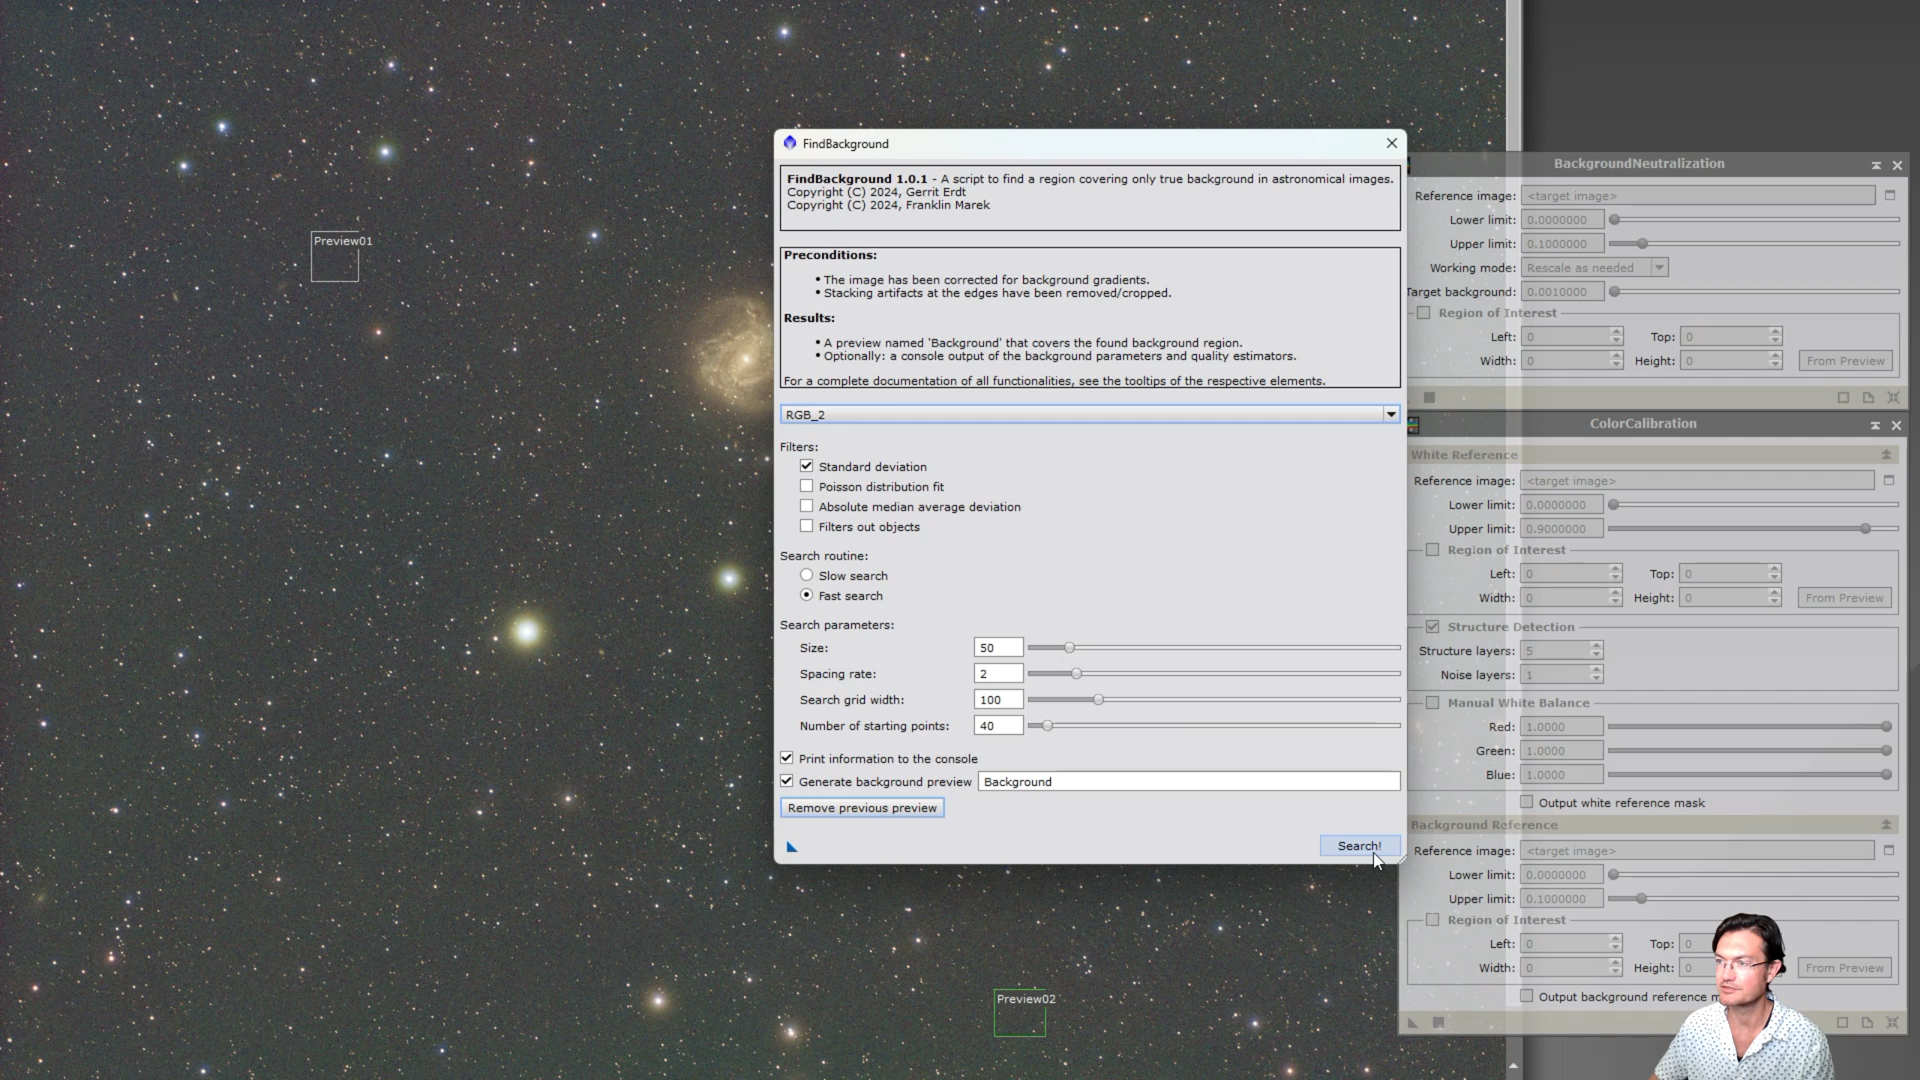 Preview01
Preview02
FindBackground
FindBackground 1.0.1 - A script to find a region covering only true background in astronomical images.
Copyright (C) 2024, Gerrit Erdt
Copyright (C) 2024, Franklin Marek
Preconditions:
• The image has been corrected for background gradients.
• Stacking artifacts at the edges have been removed/cropped.
Results:
• A preview named 'Background' that covers the found background region.
• Optionally: a console output of the background parameters and quality estimators.
For a complete documentation of all functionalities, see the tooltips of the respective elements.
RGB_2
Filters:
Standard deviation
Poisson distribution fit
Absolute median average deviation
Filters out objects
Search routine:
Slow search
Fast search
Search parameters:
Size: 50
Spacing rate: 2
Search grid width: 100
Number of starting points: 40
Print information to the console
Generate background preview Background
Remove previous preview
Search!
BackgroundNeutralization
Reference image: <target image>
Lower limit: 0.0000000
Upper limit: 0.1000000
Working mode: Rescale as needed
Target background: 0.0010000
Region of Interest
Left: 0 Top: 0
Width: 0 Height: 0 From Preview
ColorCalibration
White Reference
Reference image: <target image>
Lower limit: 0.0000000
Upper limit: 0.9000000
Region of Interest
Left: 0 Top: 0
Width: 0 Height: 0 From Preview
Structure Detection
Structure layers: 5
Noise layers: 1
Manual White Balance
Red: 1.0000
Green: 1.0000
Blue: 1.0000
Output white reference mask
Background Reference
Reference image: <target image>
Lower limit: 0.0000000
Upper limit: 0.1000000
Region of Interest
Left: 0 Top: 0
Width: 0 Height: 0 From Preview
Output background reference m